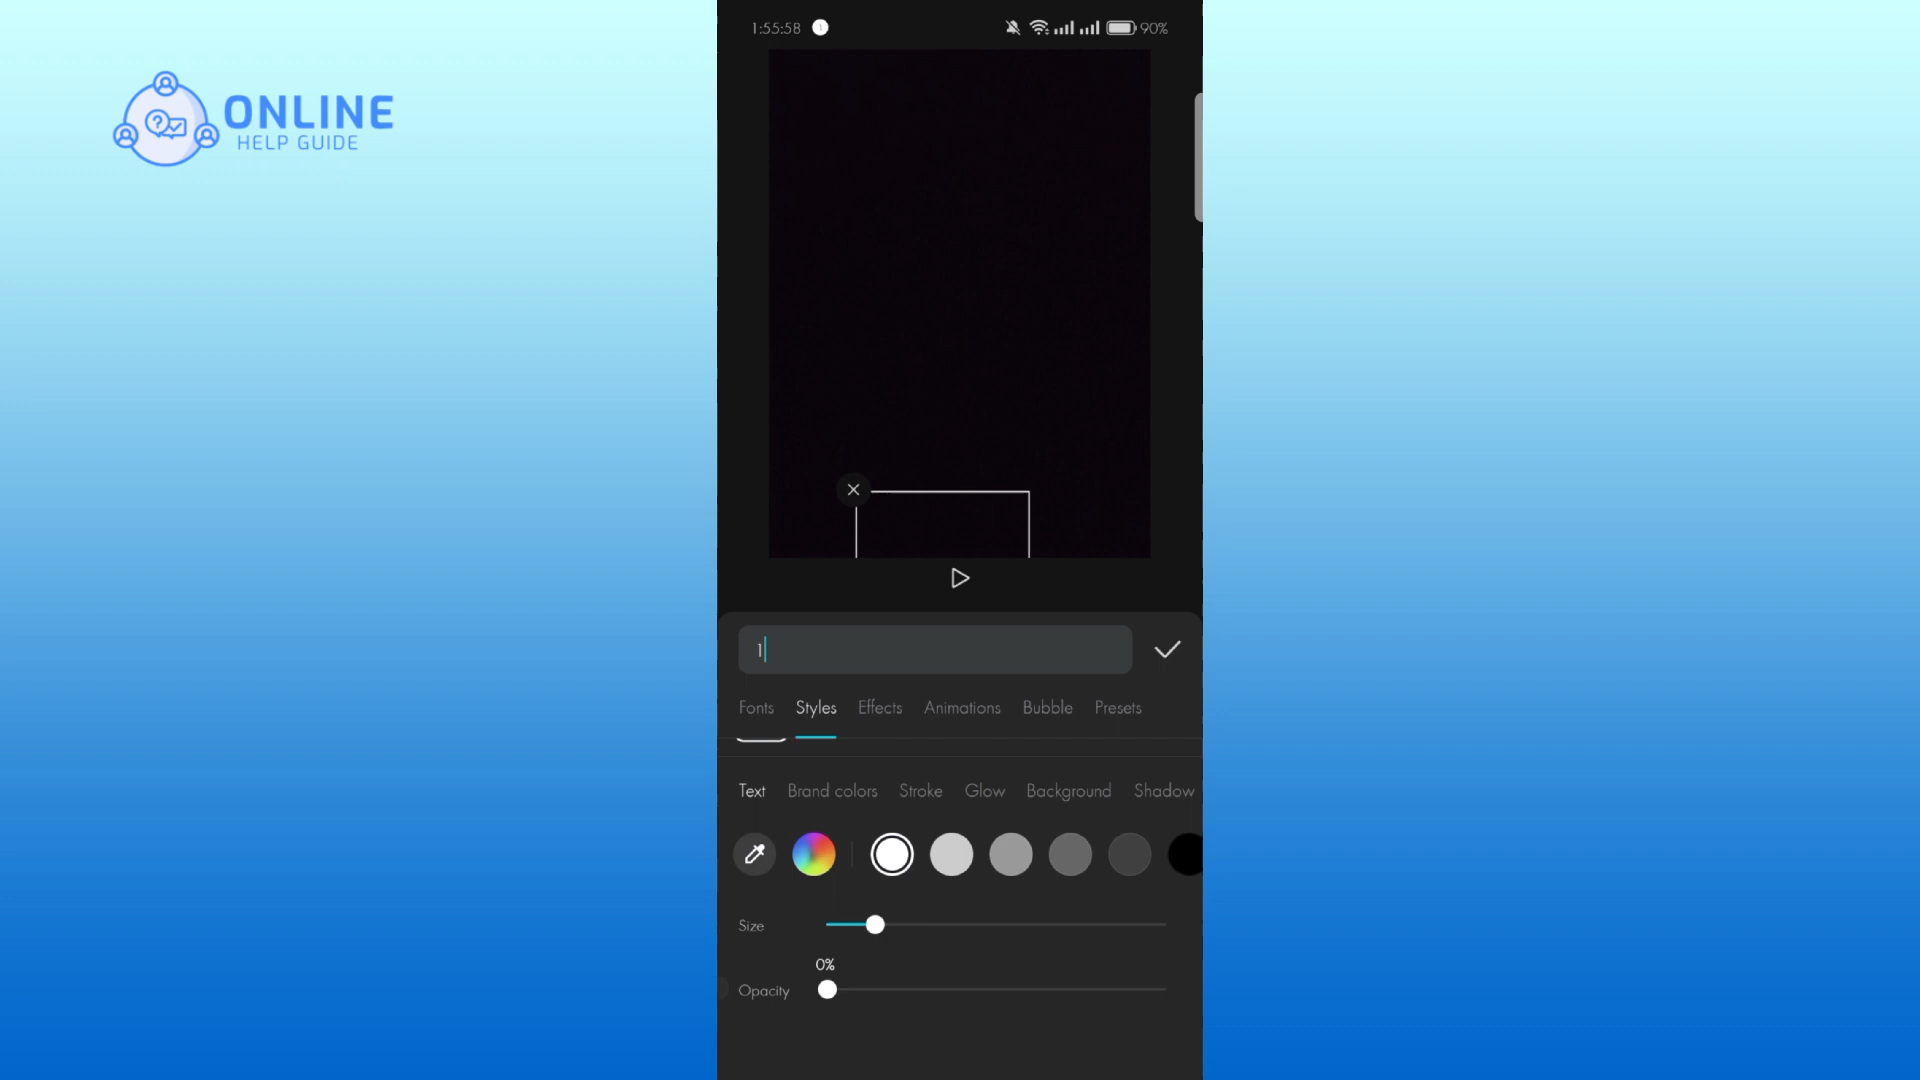 1:55:58
90%
ONLINE
HELP GUIDE
1
Fonts Styles Effects Animations Bubble Presets
Text Brand colors Stroke Glow Background Shadow
Size
0%
Opacity